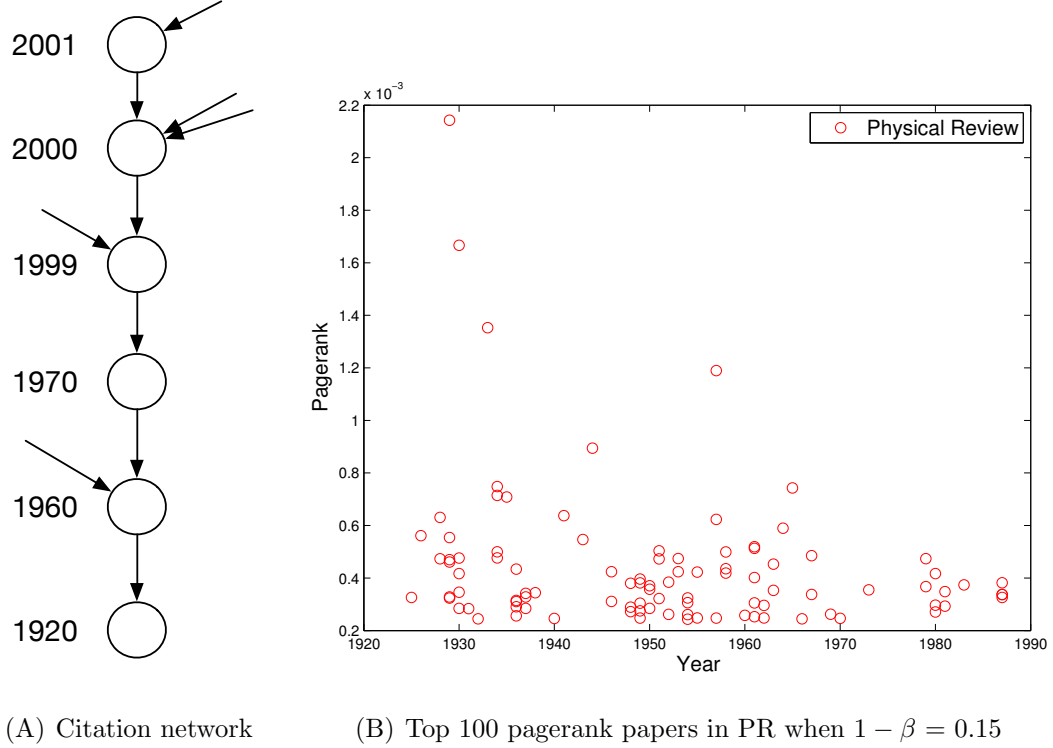 2001
2000
1999
1970
1960
1920
x 10⁻³
2.2
2
1.8
1.6
1.4
1.2
1
0.8
0.6
0.4
0.2
Pagerank
Physical Review
1920 1930 1940 1950 1960 1970 1980 1990
Year
(A) Citation network
(B) Top 100 pagerank papers in PR when 1 − β = 0.15